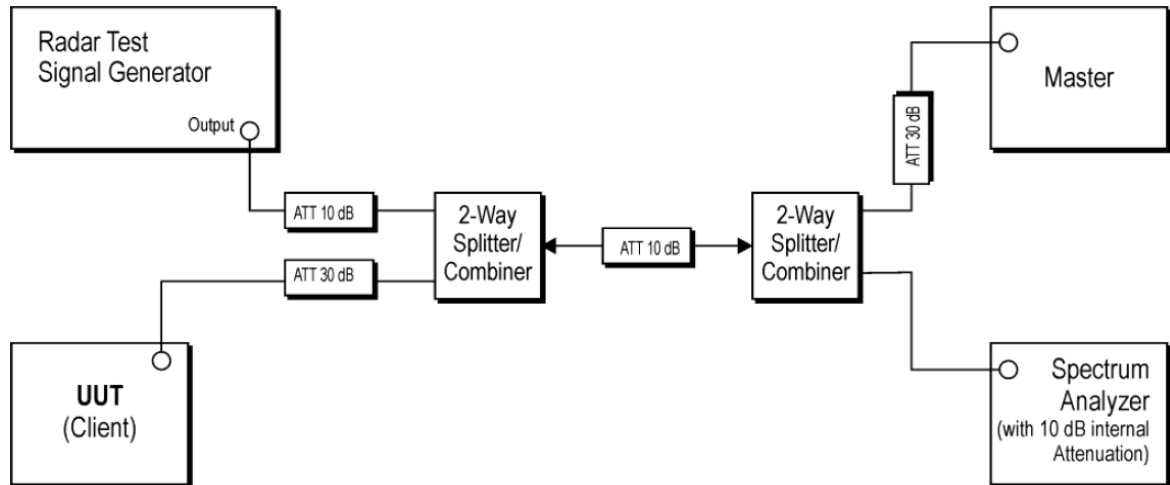 Radar Test
Signal Generator
Output
ATT 10 dB
ATT 30 dB
UUT
(Client)
2-Way
Splitter/
Combiner
ATT 10 dB
2-Way
Splitter/
Combiner
ATT 30 dB
Master
Spectrum
Analyzer
(with 10 dB internal
Attenuation)